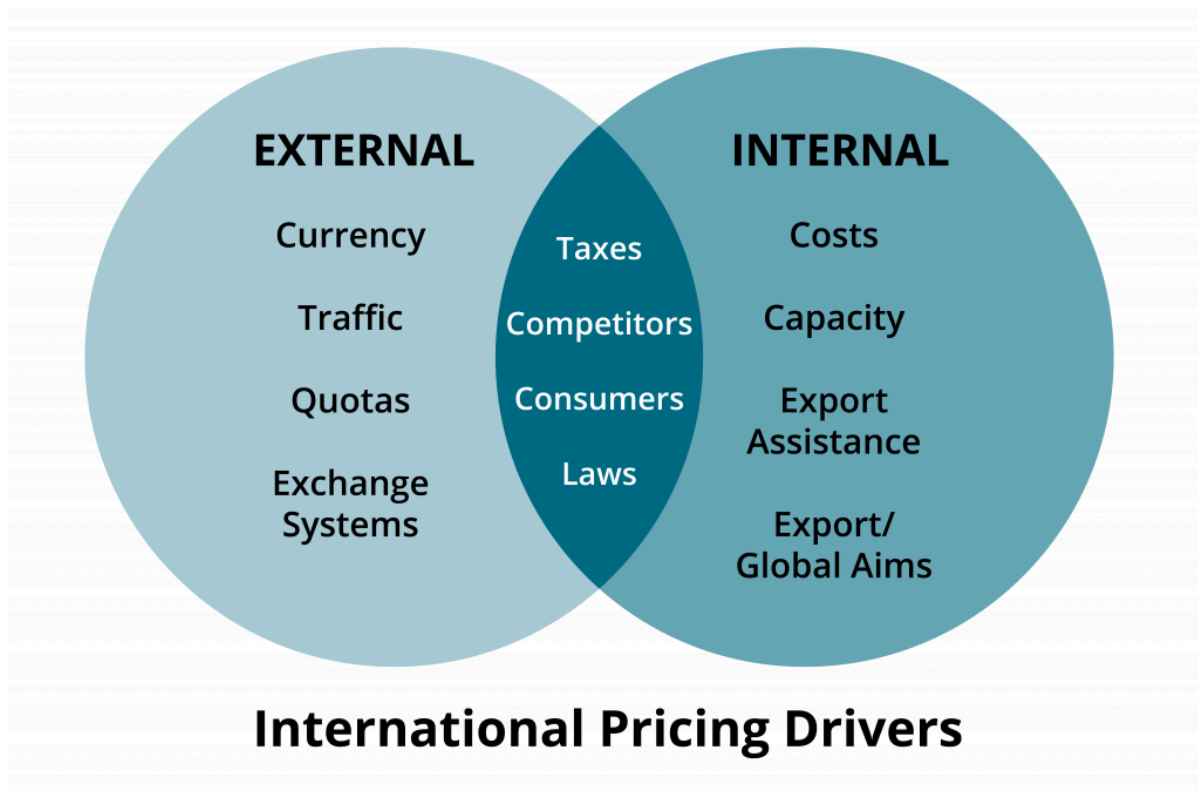 EXTERNAL
Currency
Traffic
Quotas
Exchange
Systems
Taxes
Competitors
Consumers
Laws
INTERNAL
Costs
Capacity
Export
Assistance
Export/
Global Aims
International Pricing Drivers